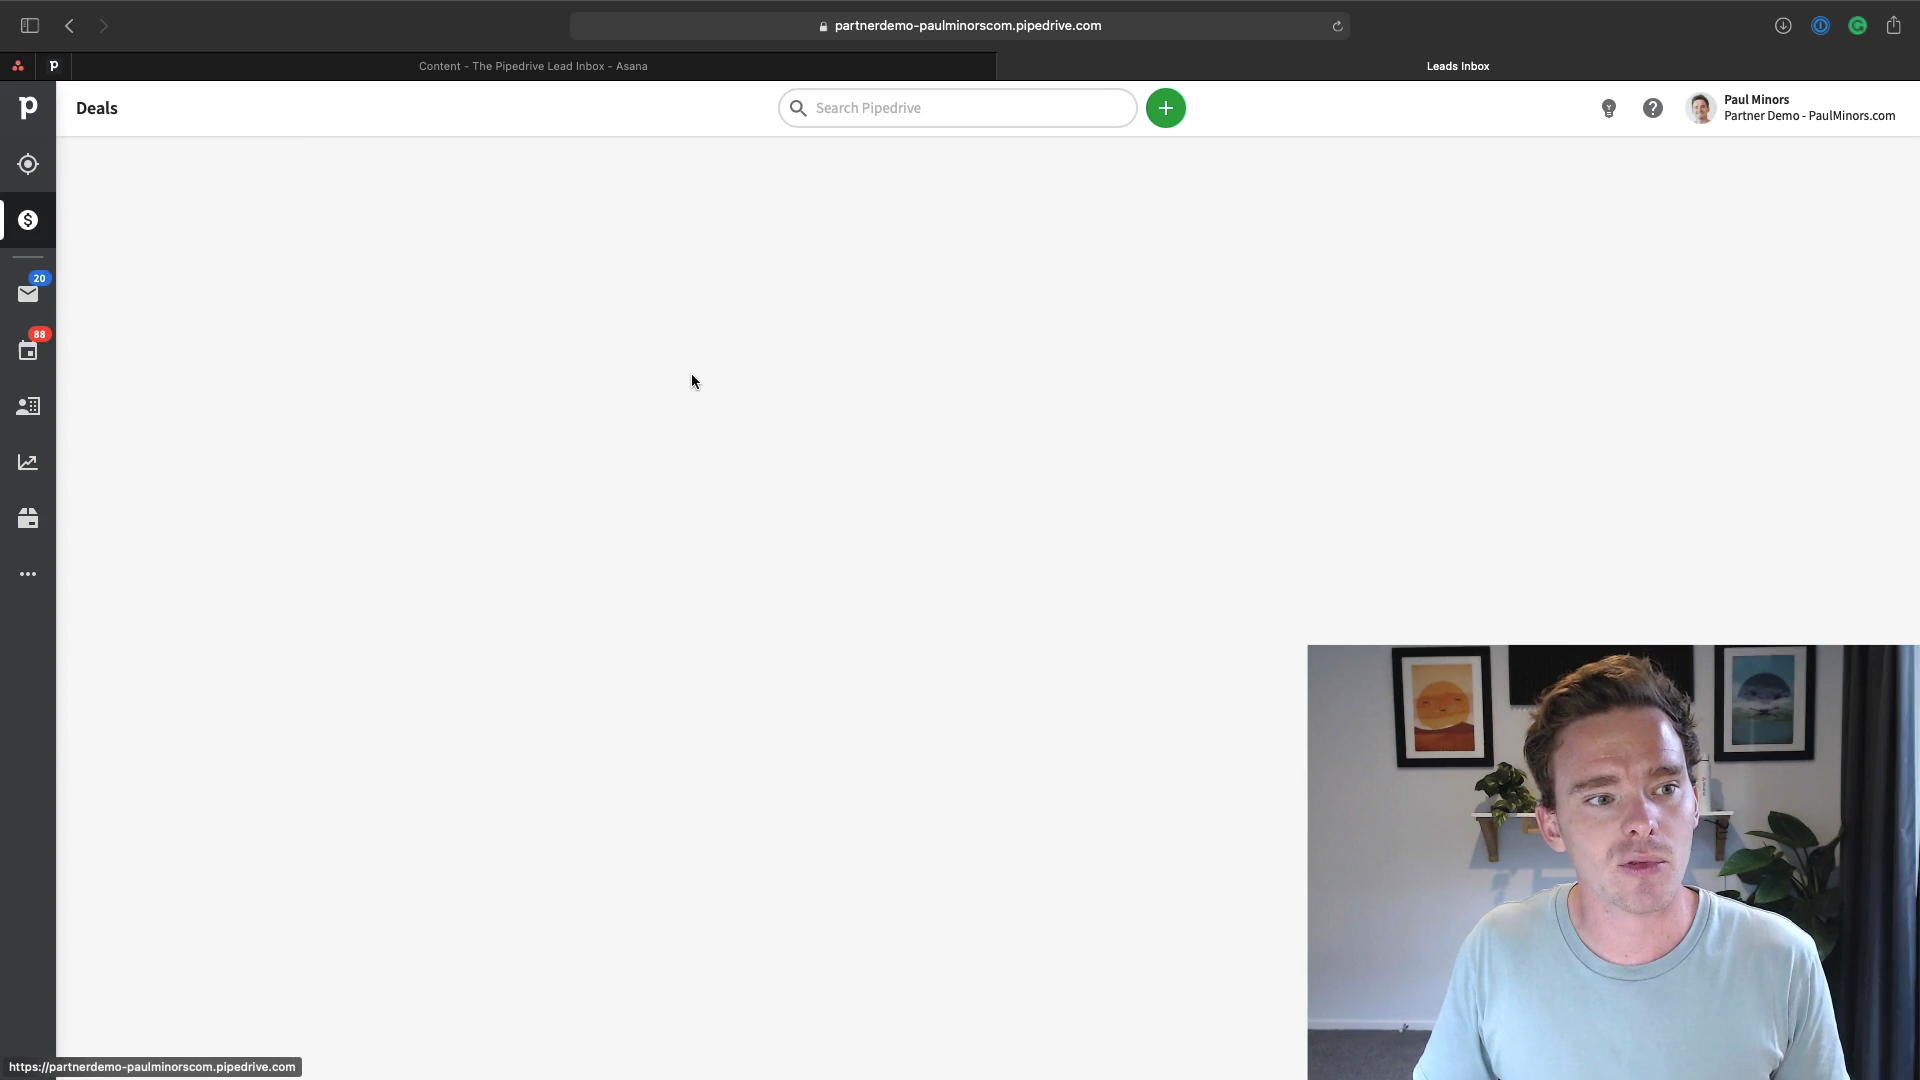 partnerdemo-paulminorscom.pipedrive.com
Content - The Pipedrive Lead Inbox - Asana
Leads Inbox
Deals
Search Pipedrive
Paul Minors
Partner Demo - PaulMinors.com
20
88
https://partnerdemo-paulminorscom.pipedrive.com